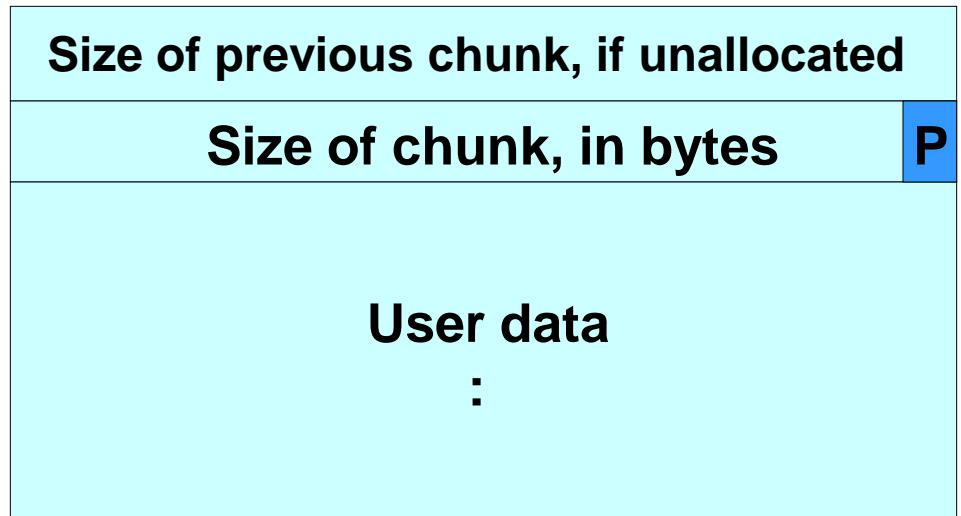 Size of previous chunk, if unallocated
Size of chunk, in bytes P
User data
: